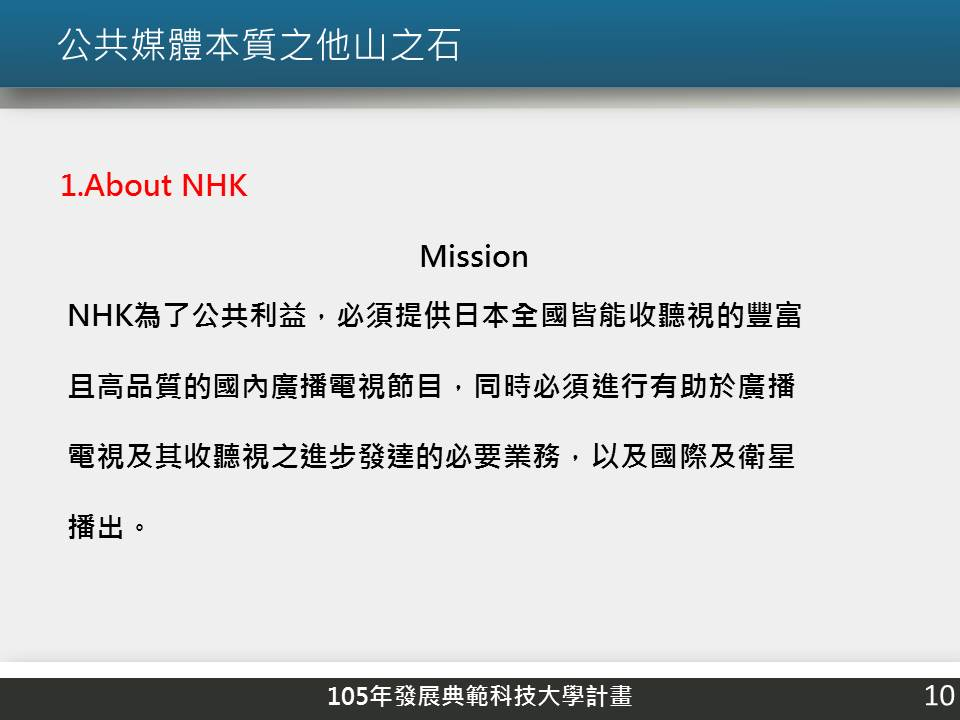 公共媒體本質之他山之石
1.About NHK
Mission
NHK為了公共利益，必須提供日本全國皆能收聽視的豐富
且高品質的國內廣播電視節目，同時必須進行有助於廣播
電視及其收聽視之進步發達的必要業務，以及國際及衛星
播出。
105年發展典範科技大學計畫
10